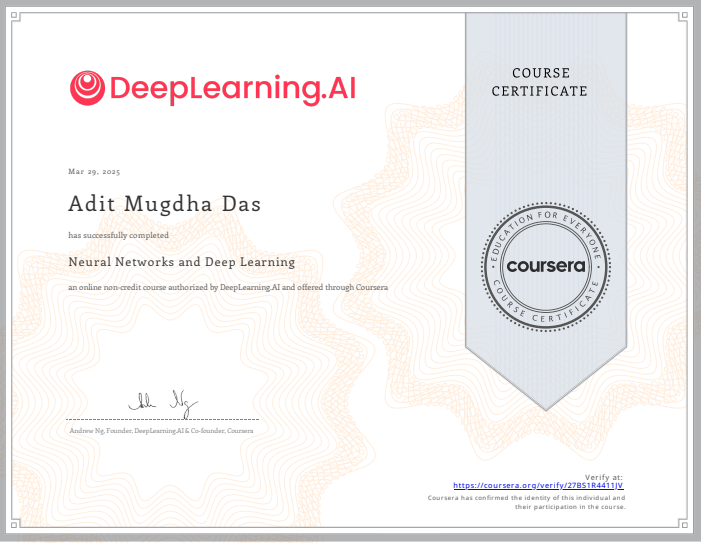 DeepLearning.AI
COURSE
CERTIFICATE
Mar 29, 2025
Adit Mugdha Das
has successfully completed
Neural Networks and Deep Learning
an online non-credit course authorized by DeepLearning.AI and offered through Coursera
EDUCATION FOR EVERYONE
coursera
COURSE CERTIFICATE
Andrew Ng, Founder, DeepLearning.AI & Co-founder, Coursera
Verify at:
https://coursera.org/verify/27BS1R4411JV
Coursera has confirmed the identity of this individual and
their participation in the course.